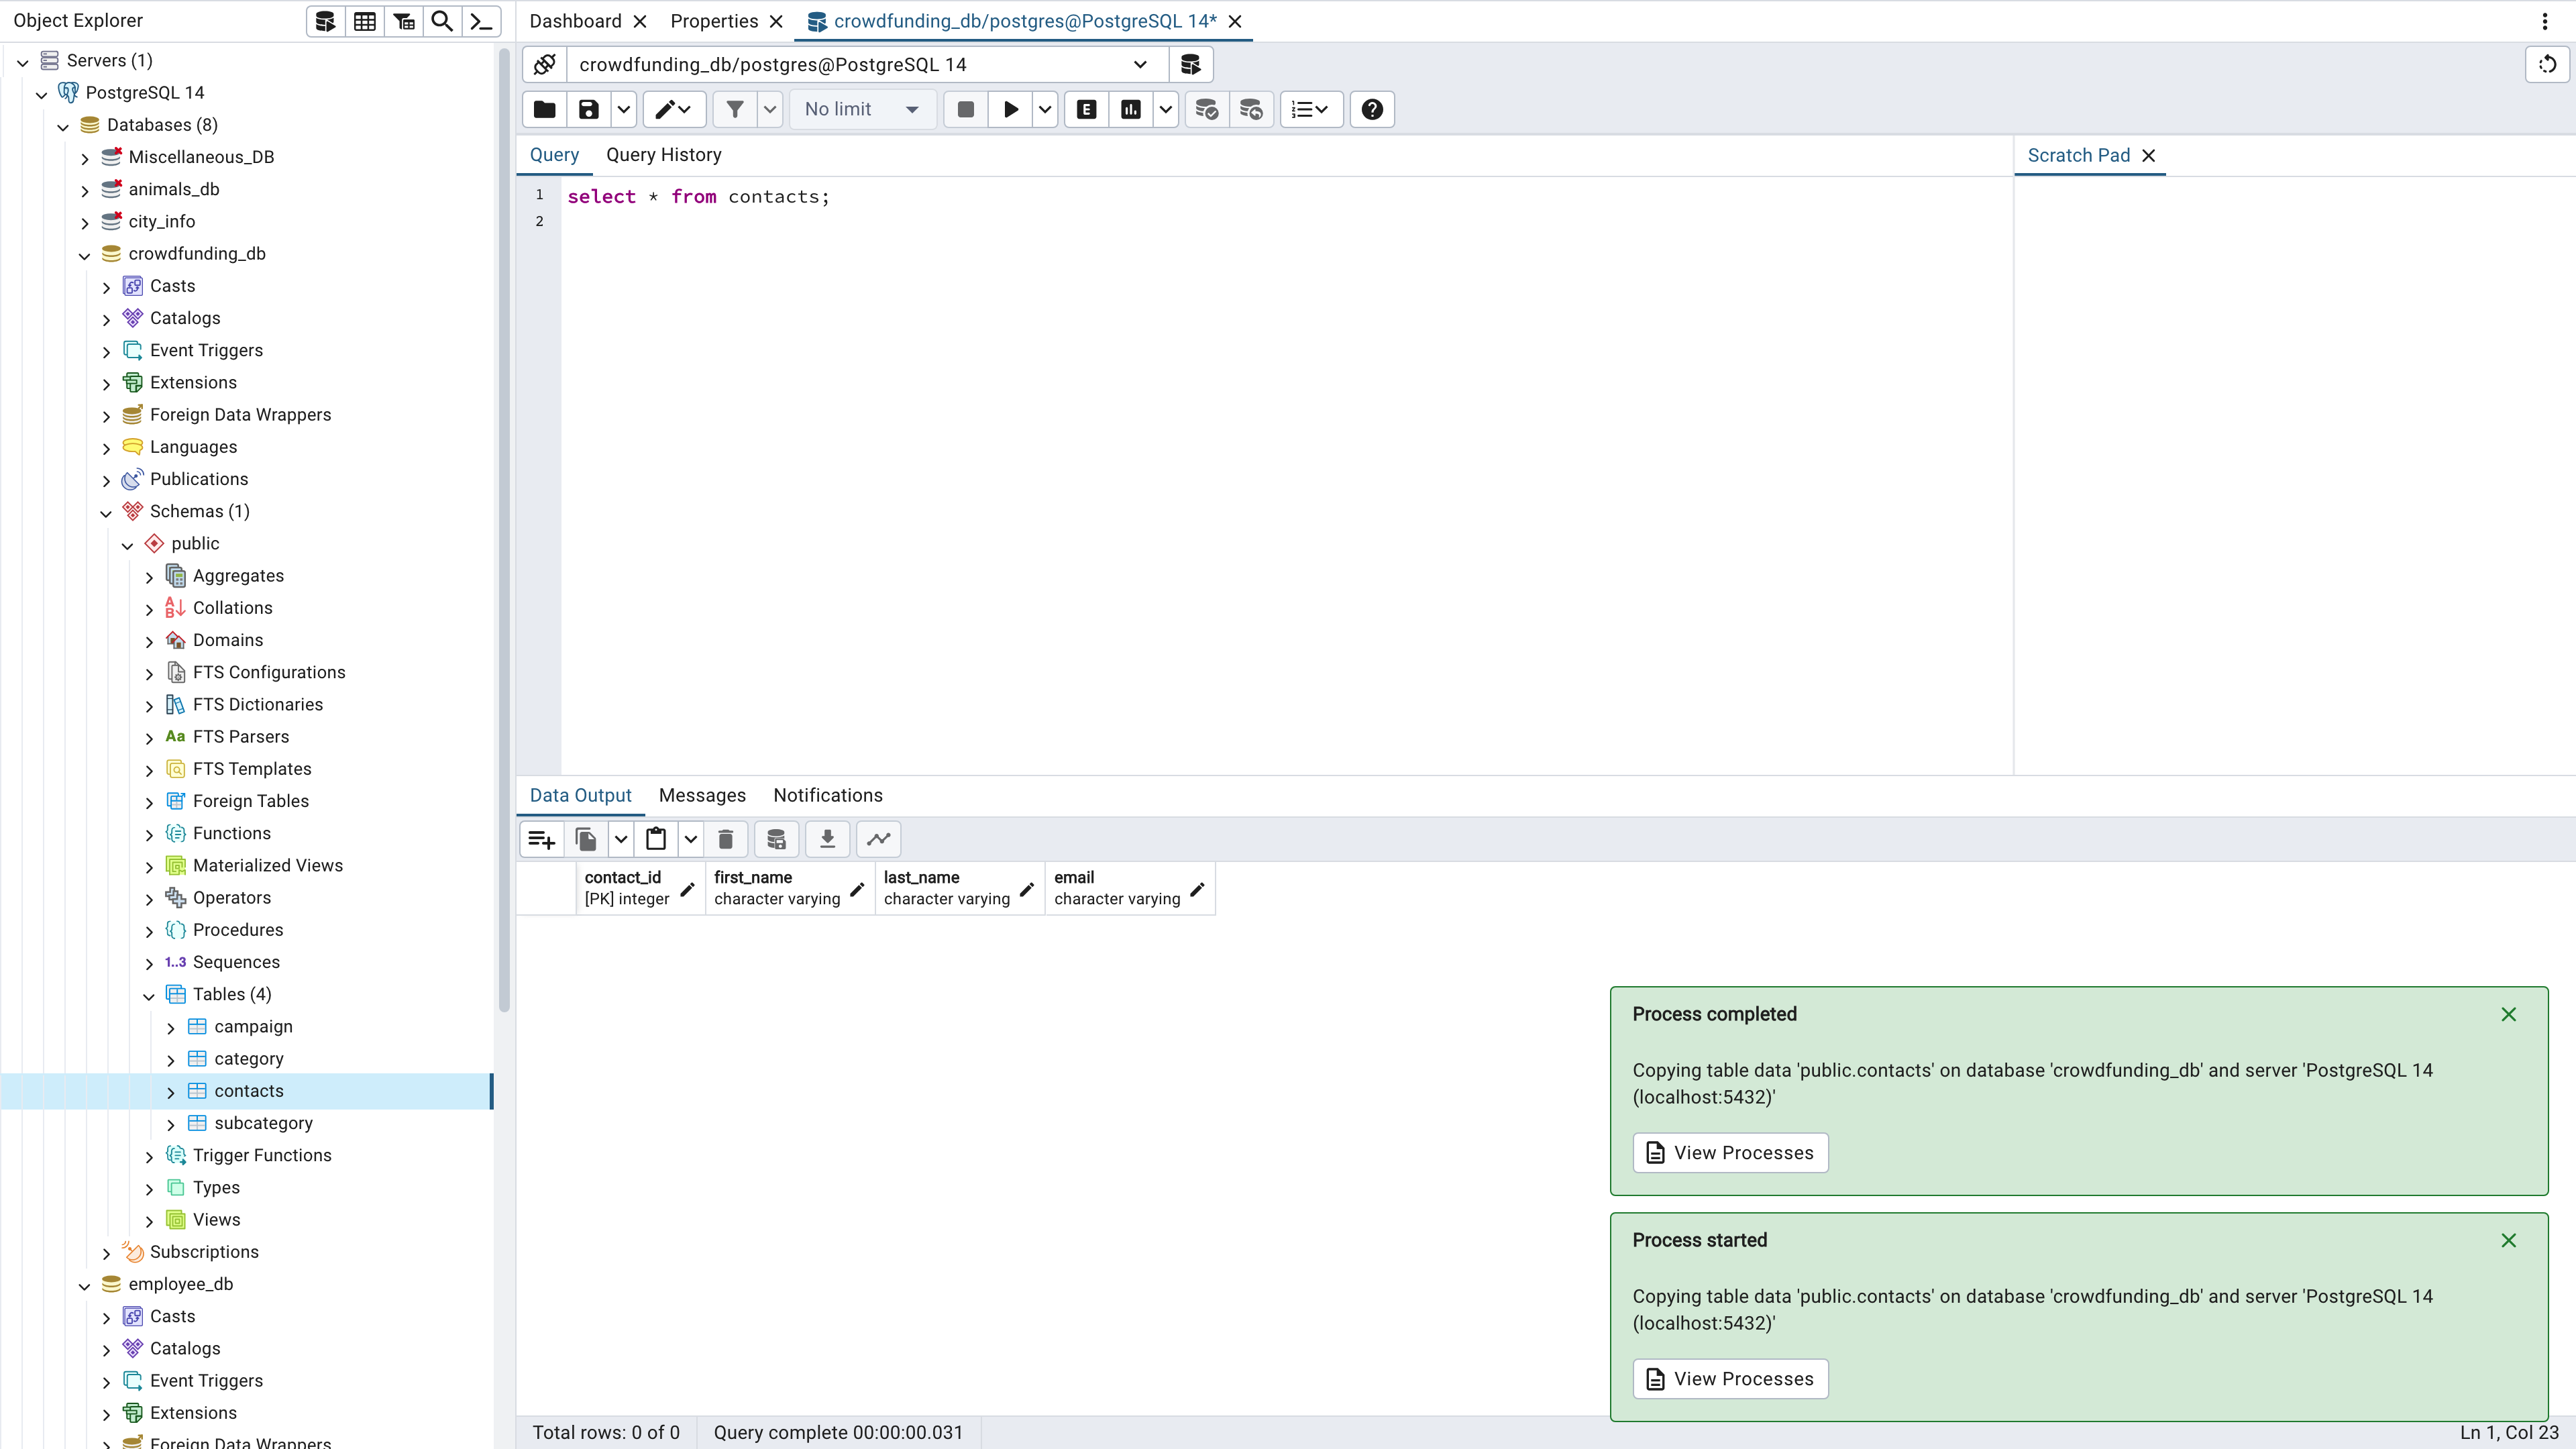 Object Explorer
Servers (1)
PostgreSQL 14
Databases (8)
Miscellaneous_DB
animals_db
city_info
crowdfunding_db
Casts
Catalogs
Event Triggers
Extensions
Foreign Data Wrappers
Languages
Publications
Schemas (1)
public
Aggregates
Collations
Domains
FTS Configurations
FTS Dictionaries
Aa FTS Parsers
FTS Templates
Foreign Tables
Functions
Materialized Views
Operators
Procedures
1..3 Sequences
Tables (4)
campaign
category
contacts
subcategory
Trigger Functions
Types
Views
Subscriptions
employee_db
Casts
Catalogs
Event Triggers
Extensions
Foreign Data Wrappers
Dashboard
Properties
crowdfunding_db/postgres@PostgreSQL 14*
crowdfunding_db/postgres@PostgreSQL 14
No limit
E
Query
Query History
Scratch Pad
1 select * from contacts;
2
Data Output
Messages
Notifications
contact_id
[PK] integer
first_name
character varying
last_name
character varying
email
character varying
Process completed
Copying table data 'public.contacts' on database 'crowdfunding_db' and server 'PostgreSQL 14
(localhost:5432)'
View Processes
Process started
Copying table data 'public.contacts' on database 'crowdfunding_db' and server 'PostgreSQL 14
(localhost:5432)'
View Processes
Total rows: 0 of 0
Query complete 00:00:00.031
Ln 1, Col 23